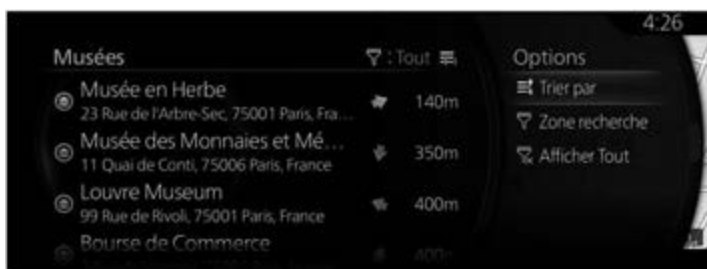 4:26
Musées
: Tout
Options
Musée en Herbe
23 Rue de l'Arbre-Sec, 75001 Paris, Fra...
140m
Trier par
Zone recherche
Musée des Monnaies et Mé...
11 Quai de Conti, 75006 Paris, France
350m
Afficher Tout
Louvre Museum
99 Rue de Rivoli, 75001 Paris, France
400m
Bourse de Commerce
400m